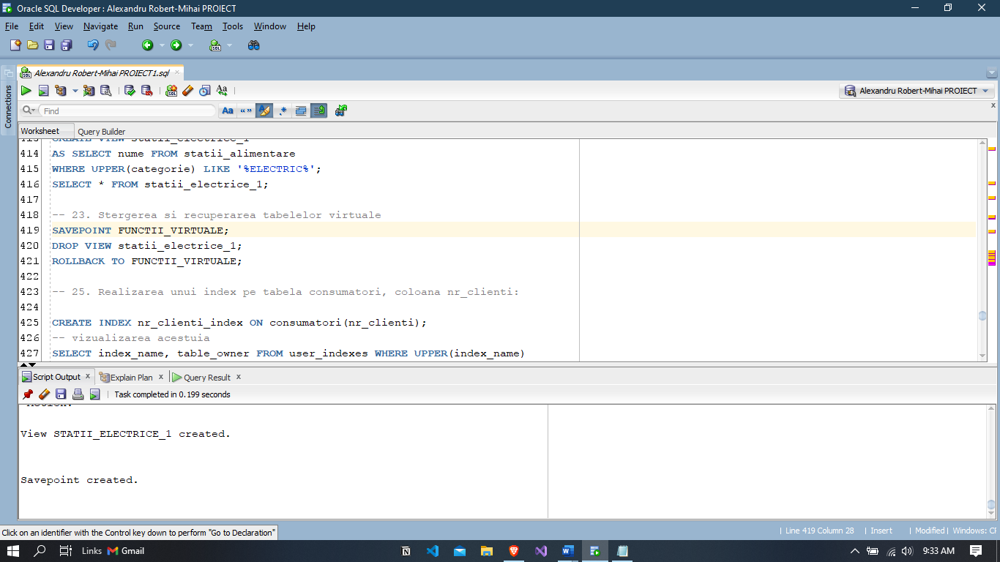 Oracle SQL Developer : Alexandru Robert-Mihai PROIECT
File Edit View Navigate Run Source Team Tools Window Help
Connections
Alexandru Robert-Mihai PROIECT1.sql
Alexandru Robert-Mihai PROIECT
Find
Worksheet Query Builder
413 CREATE VIEW statii_electrice_1
414 AS SELECT nume FROM statii_alimentare
415 WHERE UPPER(categorie) LIKE '%ELECTRIC%';
416 SELECT * FROM statii_electrice_1;
417
418 -- 23. Stergerea si recuperarea tabelelor virtuale
419 SAVEPOINT FUNCTII_VIRTUALE;
420 DROP VIEW statii_electrice_1;
421 ROLLBACK TO FUNCTII_VIRTUALE;
422
423 -- 25. Realizarea unui index pe tabela consumatori, coloana nr_clienti:
424
425 CREATE INDEX nr_clienti_index ON consumatori(nr_clienti);
426 -- vizualizarea acestuia
427 SELECT index_name, table_owner FROM user_indexes WHERE UPPER(index_name)
Script Output x Explain Plan x Query Result x
Task completed in 0.199 seconds
*Action:
View STATII_ELECTRICE_1 created.
Savepoint created.
Click on an identifier with the Control key down to perform "Go to Declaration"
| Line 419 Column 28 | Insert | Modified | Windows: CF
Links Gmail 9:33 AM